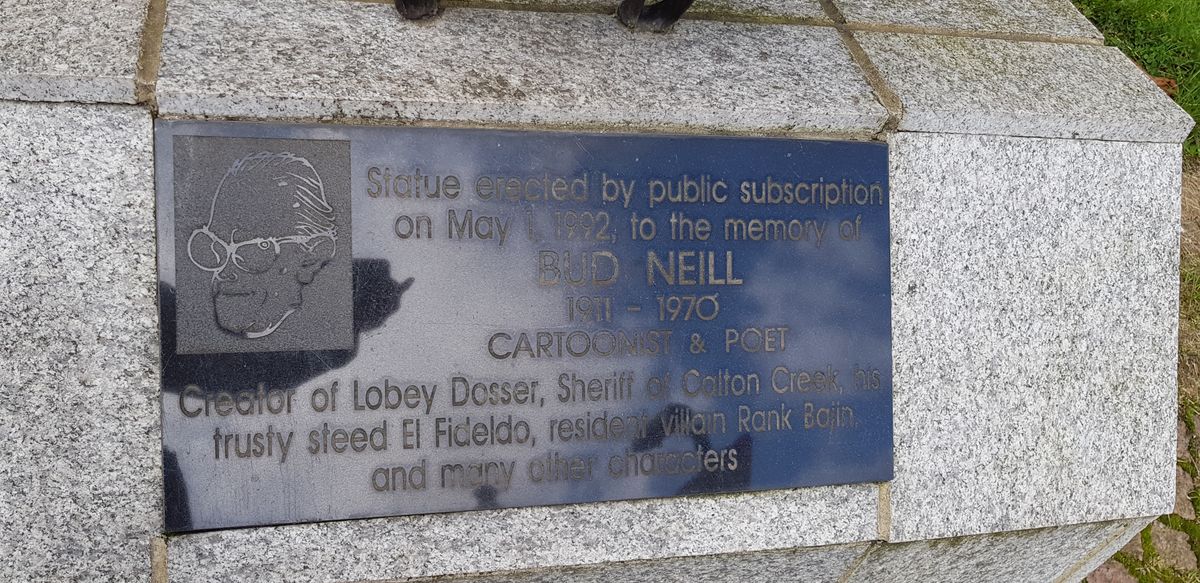 Statue erected by public subscription
on May 1, 1992, to the memory of
BUD NEILL
1911 - 1970
CARTOONIST & POET
Creator of Lobey Dosser, Sheriff of Calton Creek, his
trusty steed El Fideldo, resident villain Rank Bajin,
and many other characters